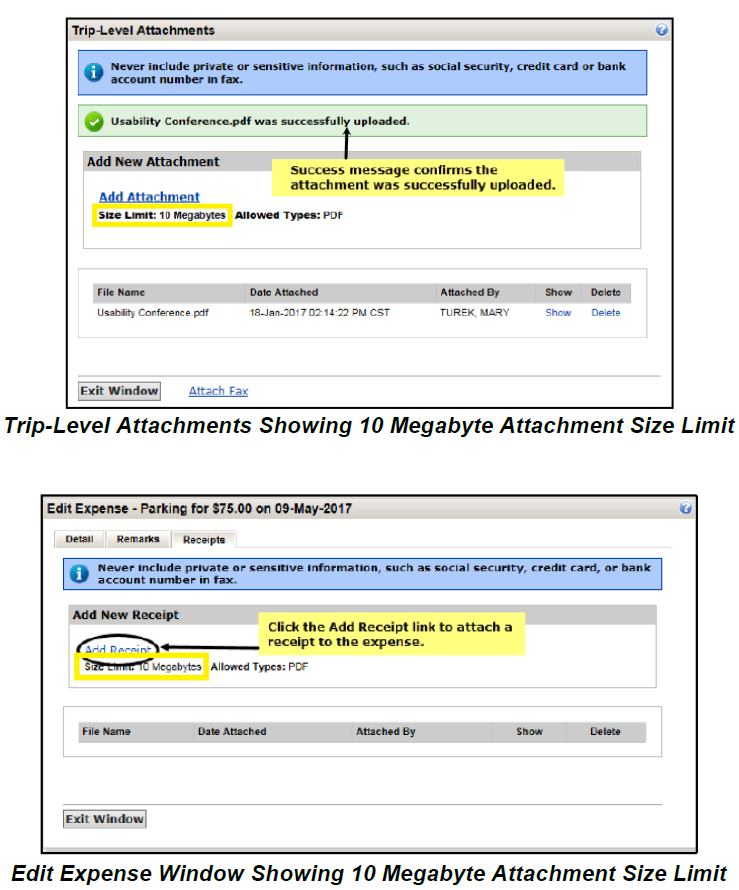 Trip-Level Attachments
Never include private or sensitive information, such as social security, credit card or bank
account number in fax.
Usability Conference.pdf was successfully uploaded.
Add New Attachment
Success message confirms the
attachment was successfully uploaded.
Add Attachment
Size Limit: 10 Megabytes Allowed Types: PDF
File Name Date Attached Attached By Show Delete
Usability Conference.pdf 18-Jan-2017 02:14:22 PM CST TUREK, MARY Show Delete
Exit Window Attach Fax
Trip-Level Attachments Showing 10 Megabyte Attachment Size Limit
Edit Expense - Parking for $75.00 on 09-May-2017
Detail Remarks Receipts
Never include private or sensitive information, such as social security, credit card, or bank
account number in fax.
Add New Receipt
Click the Add Receipt link to attach a
receipt to the expense.
Add Receipt
Size Limit: 10 Megabytes Allowed Types: PDF
File Name Date Attached Attached By Show Delete
Exit Window
Edit Expense Window Showing 10 Megabyte Attachment Size Limit